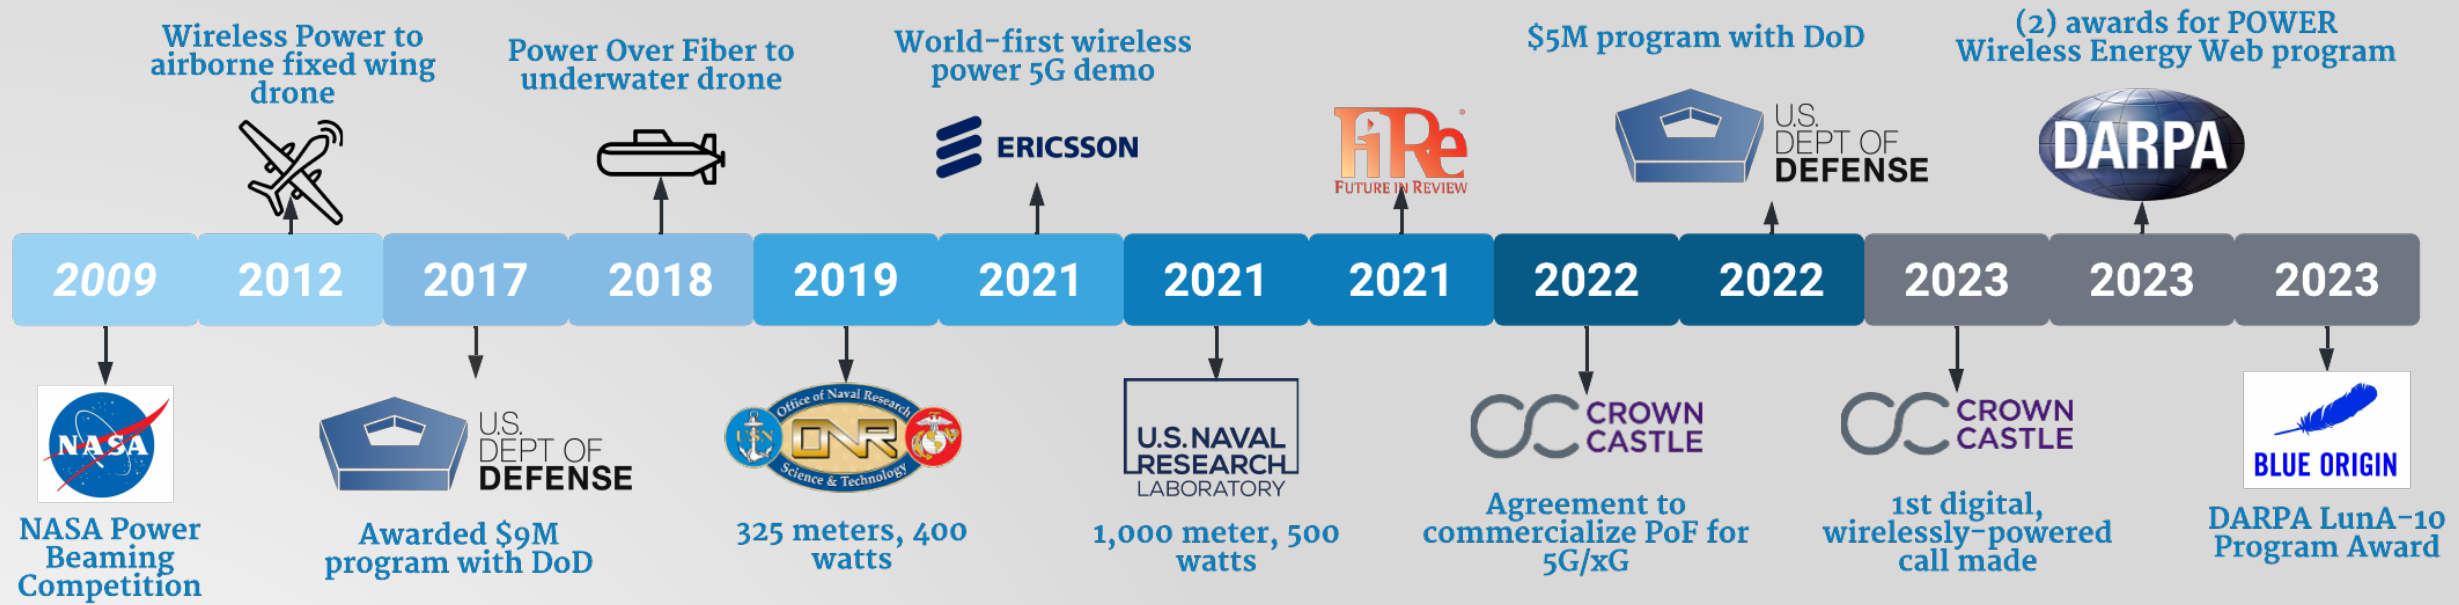 Wireless Power to
airborne fixed wing
drone
Power Over Fiber to
underwater drone
World-first wireless
power 5G demo
ERICSSON
FiRe
FUTURE IN REVIEW
$5M program with DoD
U.S.
DEPT OF
DEFENSE
(2) awards for POWER
Wireless Energy Web program
DARPA
2009
2012
2017
2018
2019
2021
2021
2021
2022
2022
2023
2023
2023
NASA
NASA Power
Beaming
Competition
U.S.
DEPT OF
DEFENSE
Awarded $9M
program with DoD
Office of Naval Research
USN
ONR
Science & Technology
325 meters, 400
watts
U.S. NAVAL
RESEARCH
LABORATORY
1,000 meter, 500
watts
CROWN
CASTLE
Agreement to
commercialize PoF for
5G/xG
CROWN
CASTLE
1st digital,
wirelessly-powered
call made
BLUE ORIGIN
DARPA LunA-10
Program Award